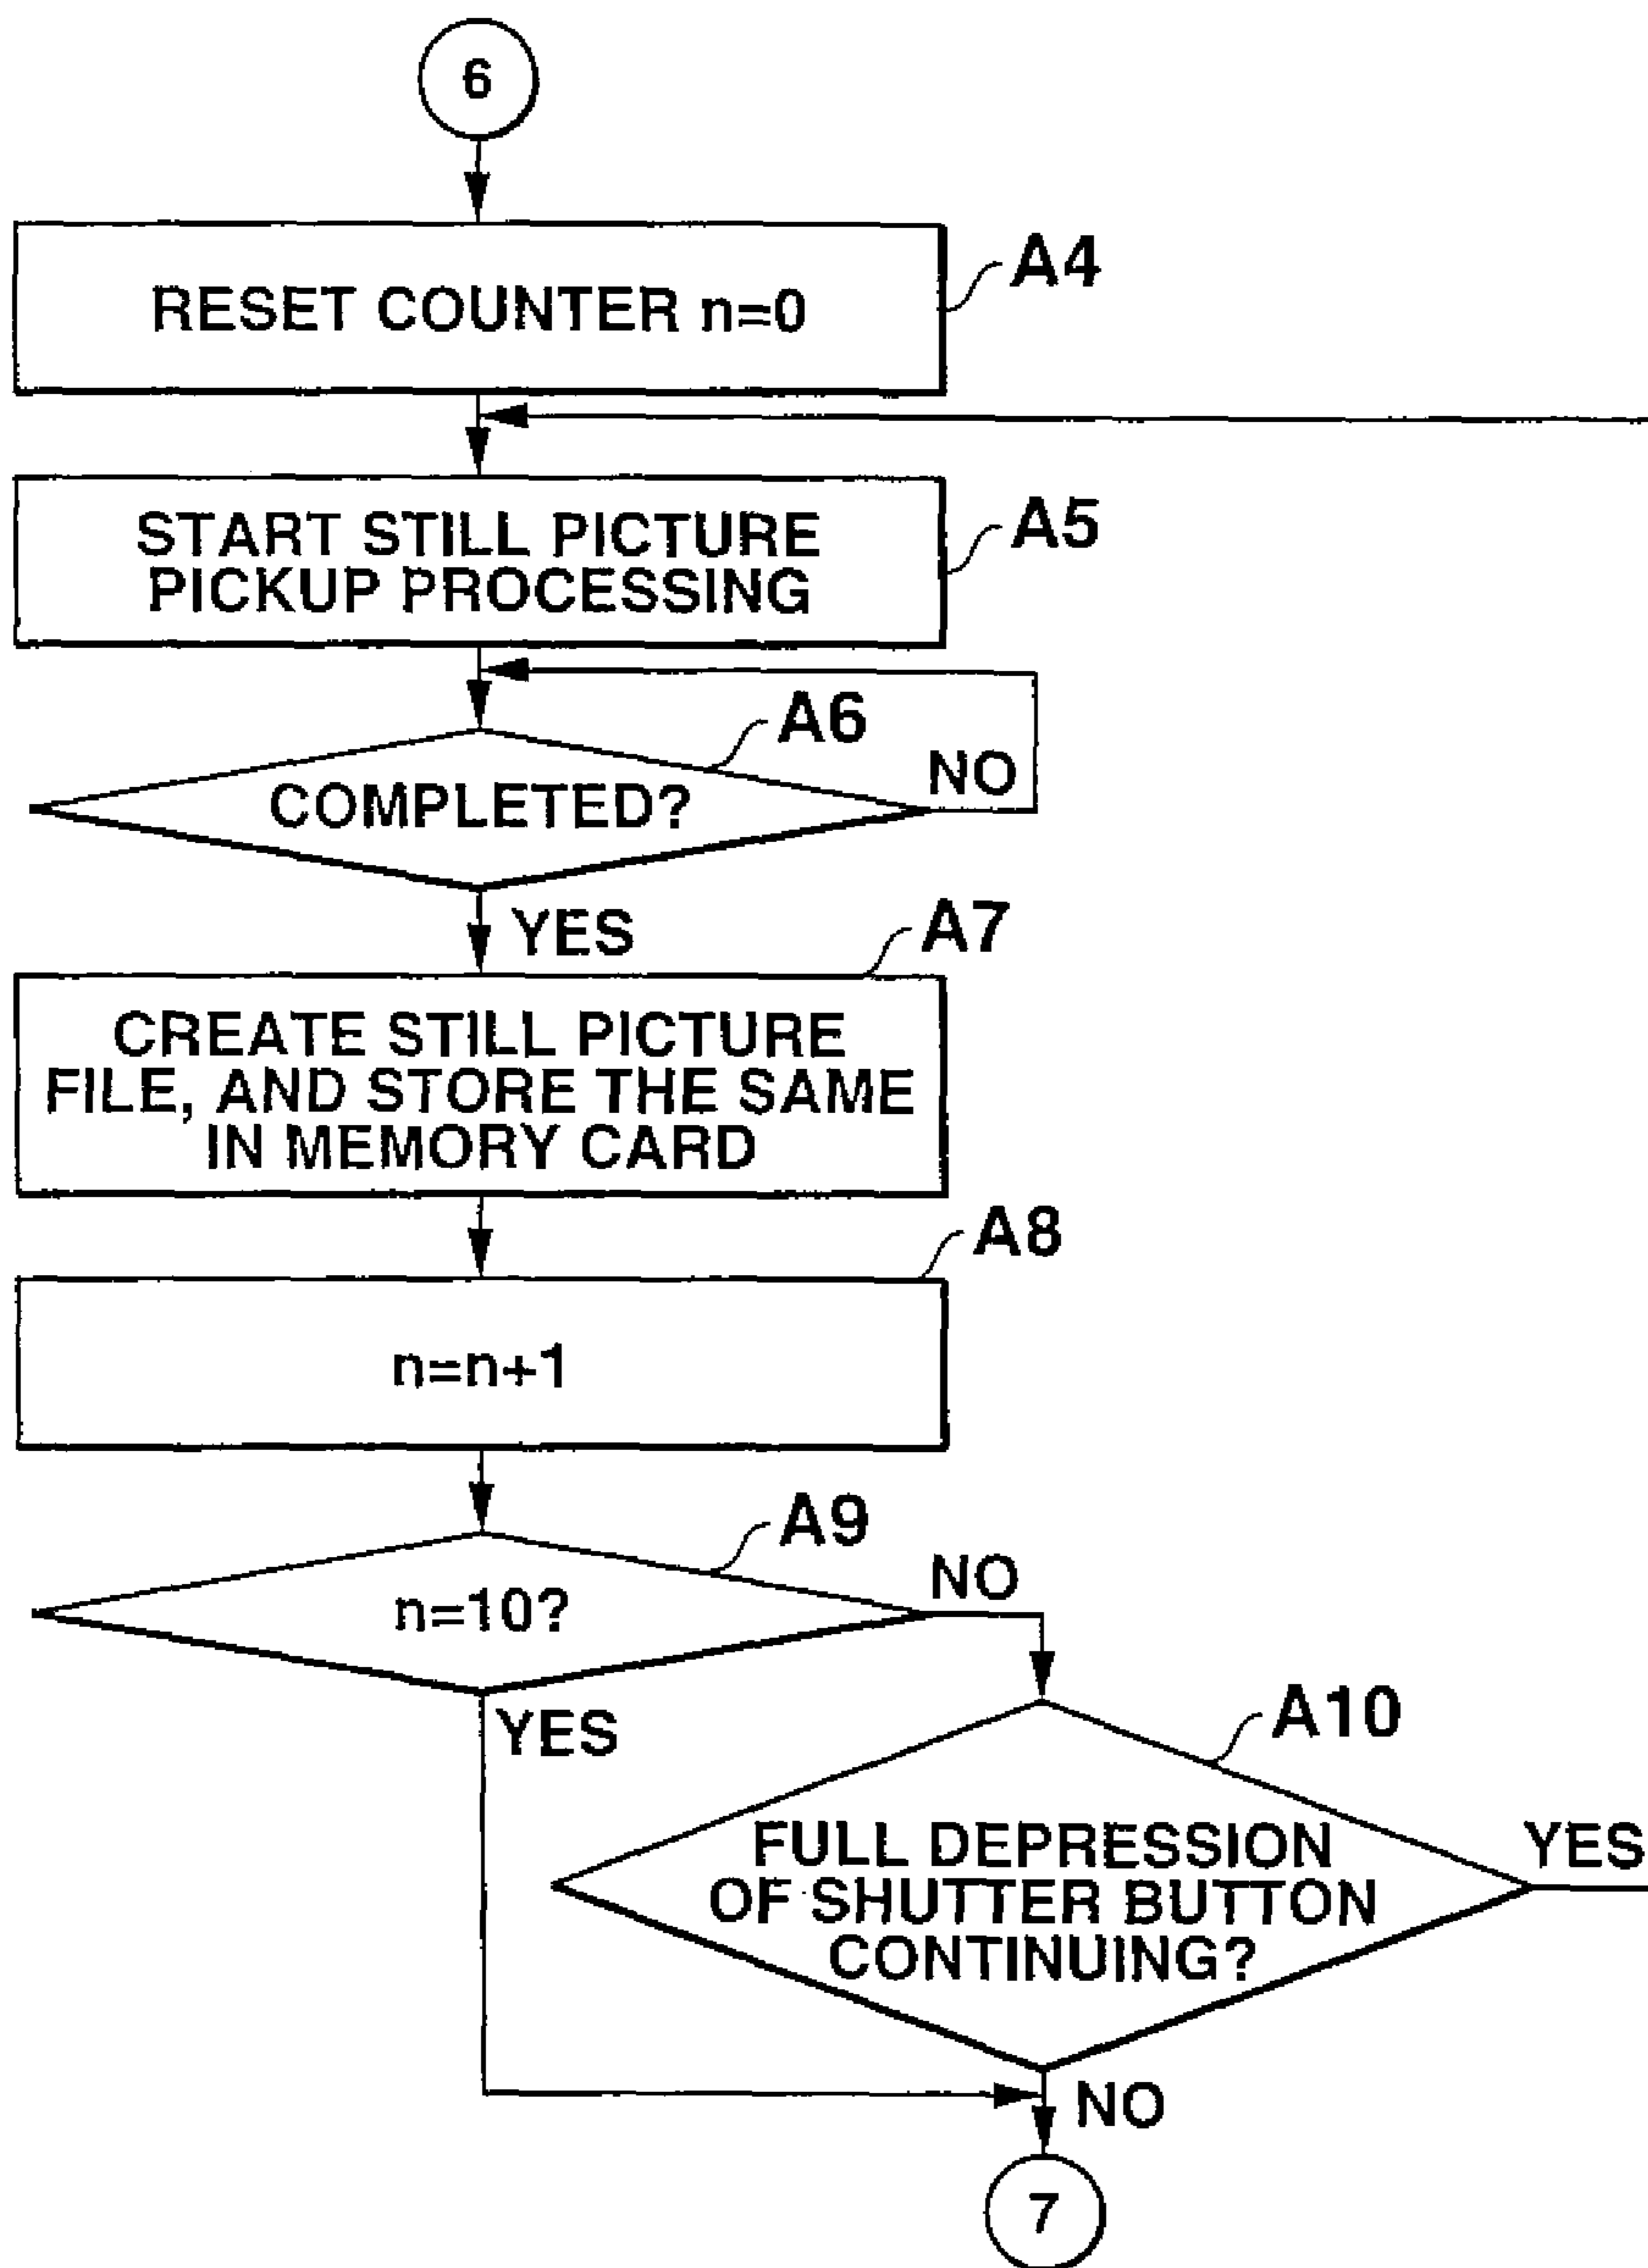 6
A4
RESET COUNTER n=0
A5
START STILL PICTURE
PICKUP PROCESSING
A6
NO
COMPLETED?
YES
A7
CREATE STILL PICTURE
FILE, AND STORE THE SAME
IN MEMORY CARD
A8
n=n+1
A9
NO
n=10?
YES
A10
FULL DEPRESSION
OF SHUTTER BUTTON
CONTINUING?
YES
NO
7